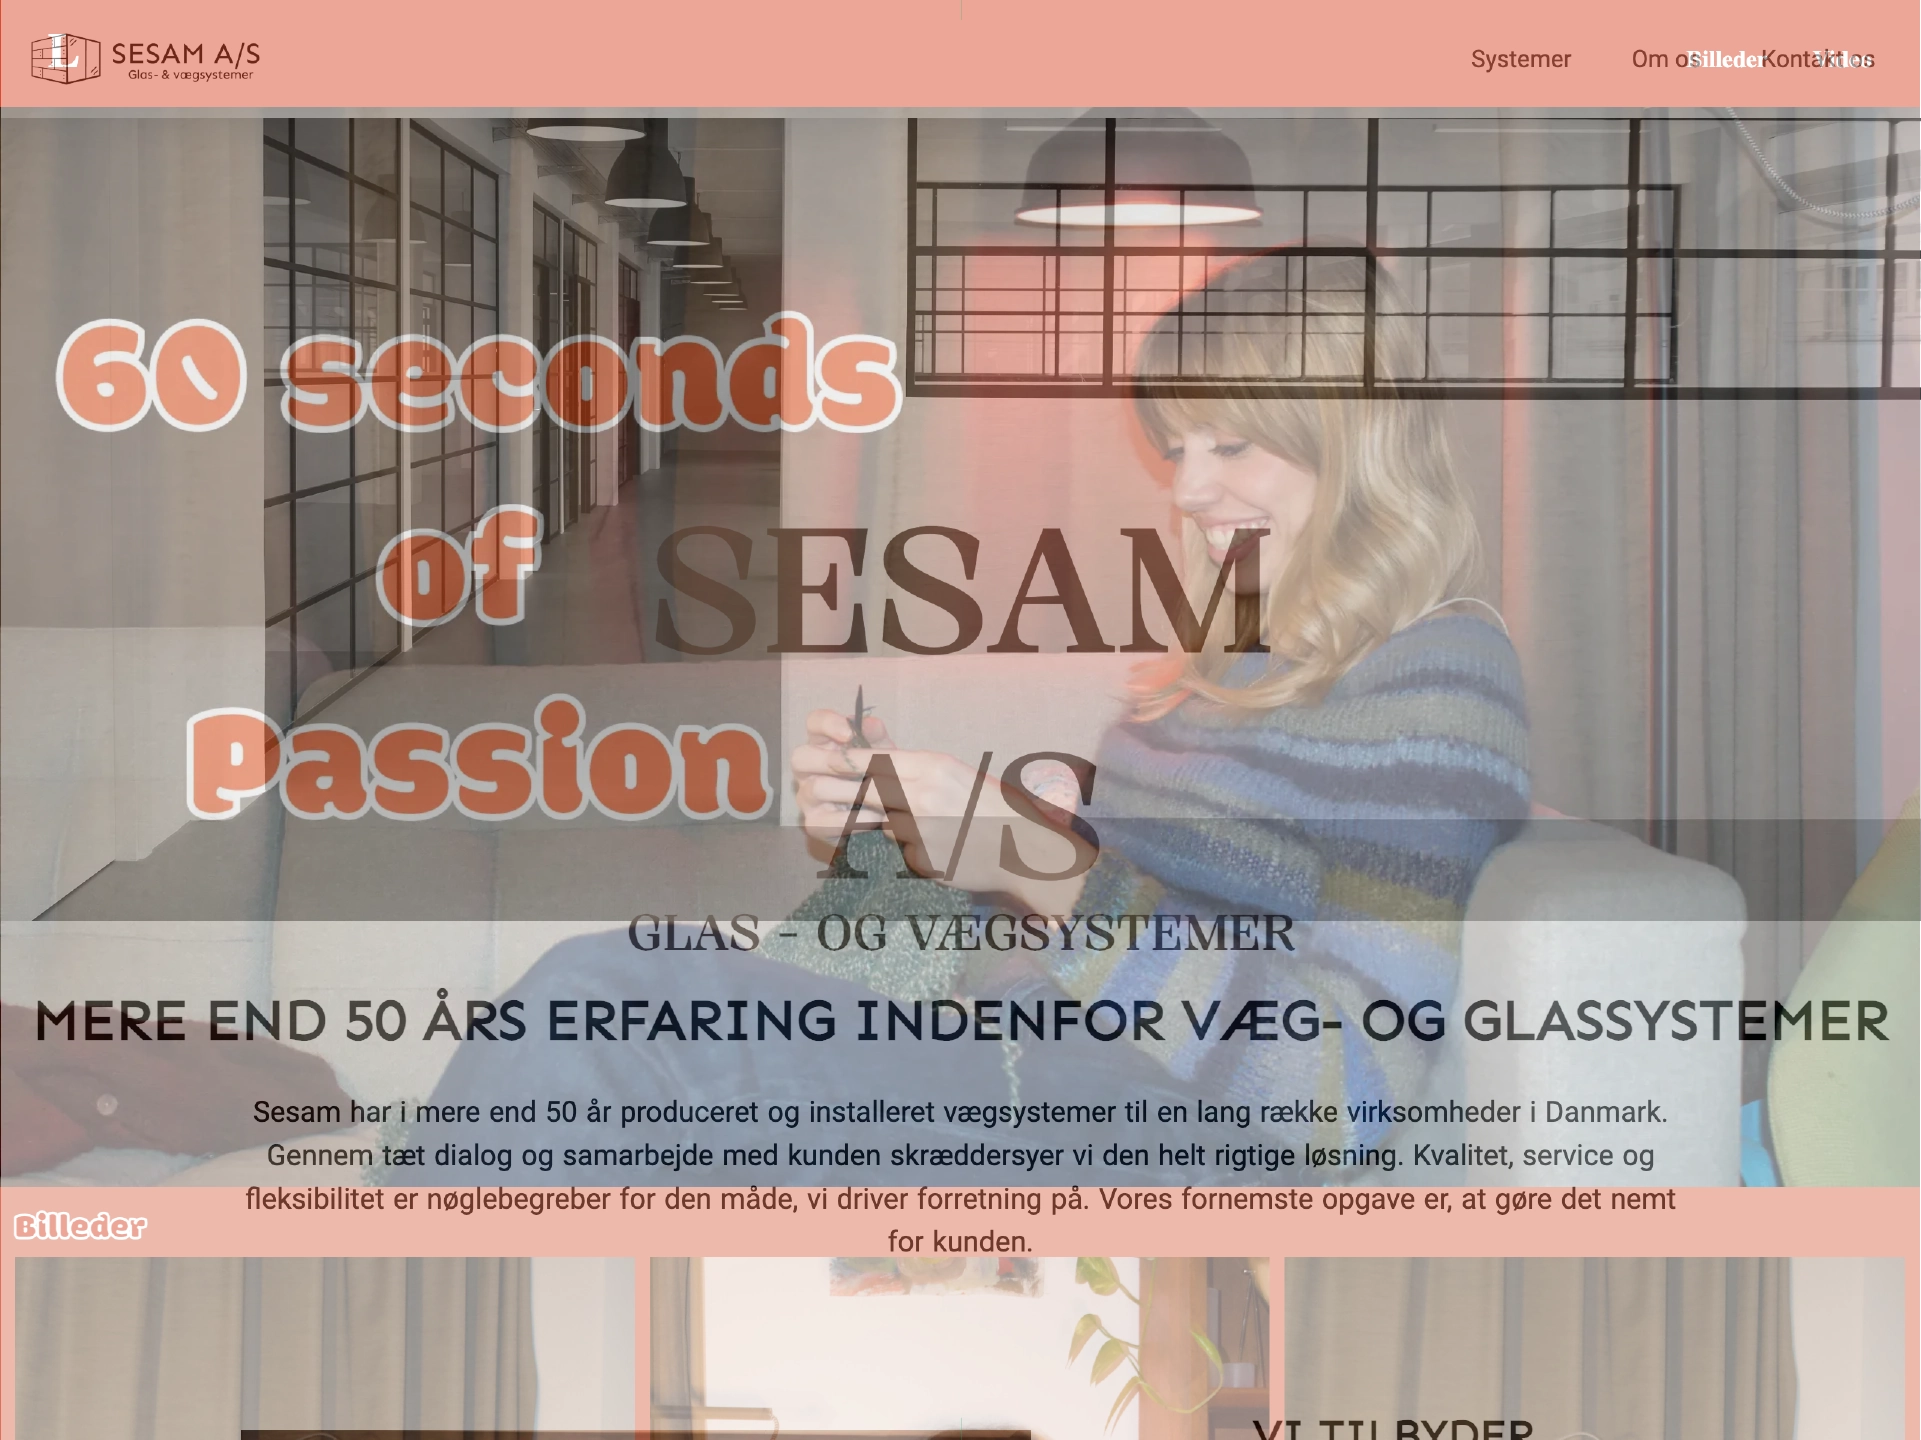 L
SESAM A/S
Glas- & vægsystemer
Systemer
Om os
Billeder
Kontakt os
Video
60 seconds
of
Passion
SESAM
A/S
GLAS - OG VÆGSYSTEMER
MERE END 50 ÅRS ERFARING INDENFOR VÆG- OG GLASSYSTEMER
Sesam har i mere end 50 år produceret og installeret vægsystemer til en lang række virksomheder i Danmark.
Gennem tæt dialog og samarbejde med kunden skræddersyer vi den helt rigtige løsning. Kvalitet, service og
fleksibilitet er nøglebegreber for den måde, vi driver forretning på. Vores fornemste opgave er, at gøre det nemt
for kunden.
Billeder
VI TILBYDER